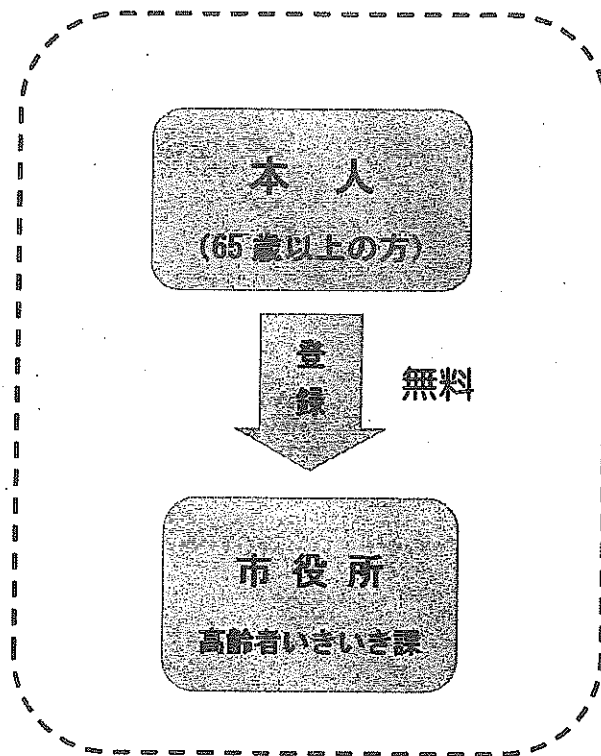 本 人
(65歳以上の方)
登
録
無料
市役所
高齢者いきいき課